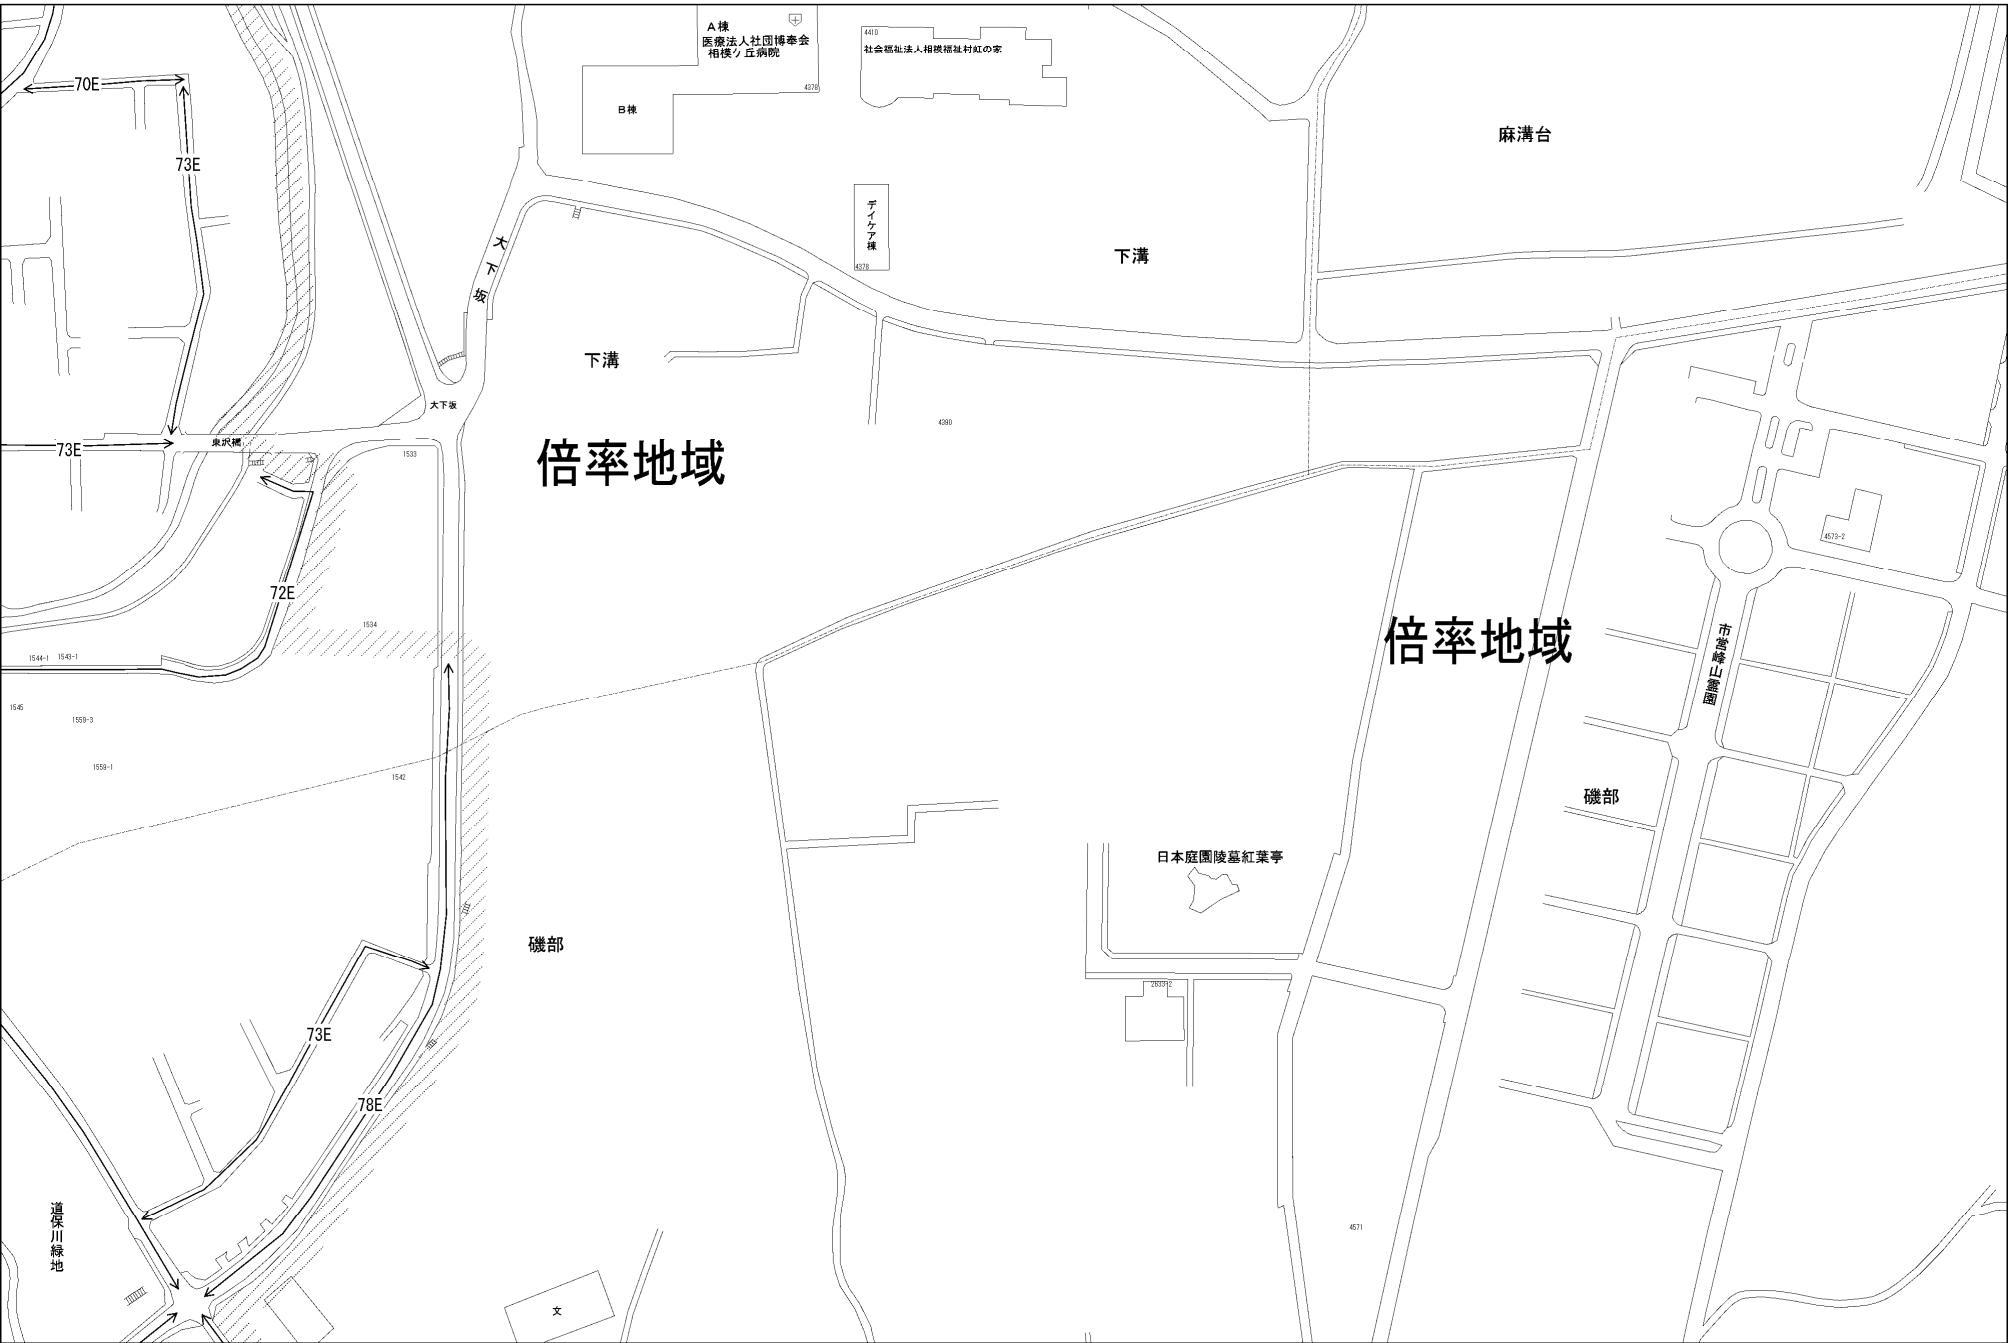 A棟
医療法人社団博奉会
相模ケ丘病院
4378
B棟
4410
社会福祉法人相模福祉村虹の家
70E
73E
麻溝台
デイケア棟
4378
下溝
大下坂
下溝
大下坂
東沢橋
73E
1533
倍率地域
4390
4573-2
72E
1534
1544-1
1543-1
倍率地域
市営峰山霊園
1545
1559-3
1559-1
1542
磯部
日本庭園陵墓紅葉亭
磯部
2633-2
73E
78E
道保川緑地
4571
文